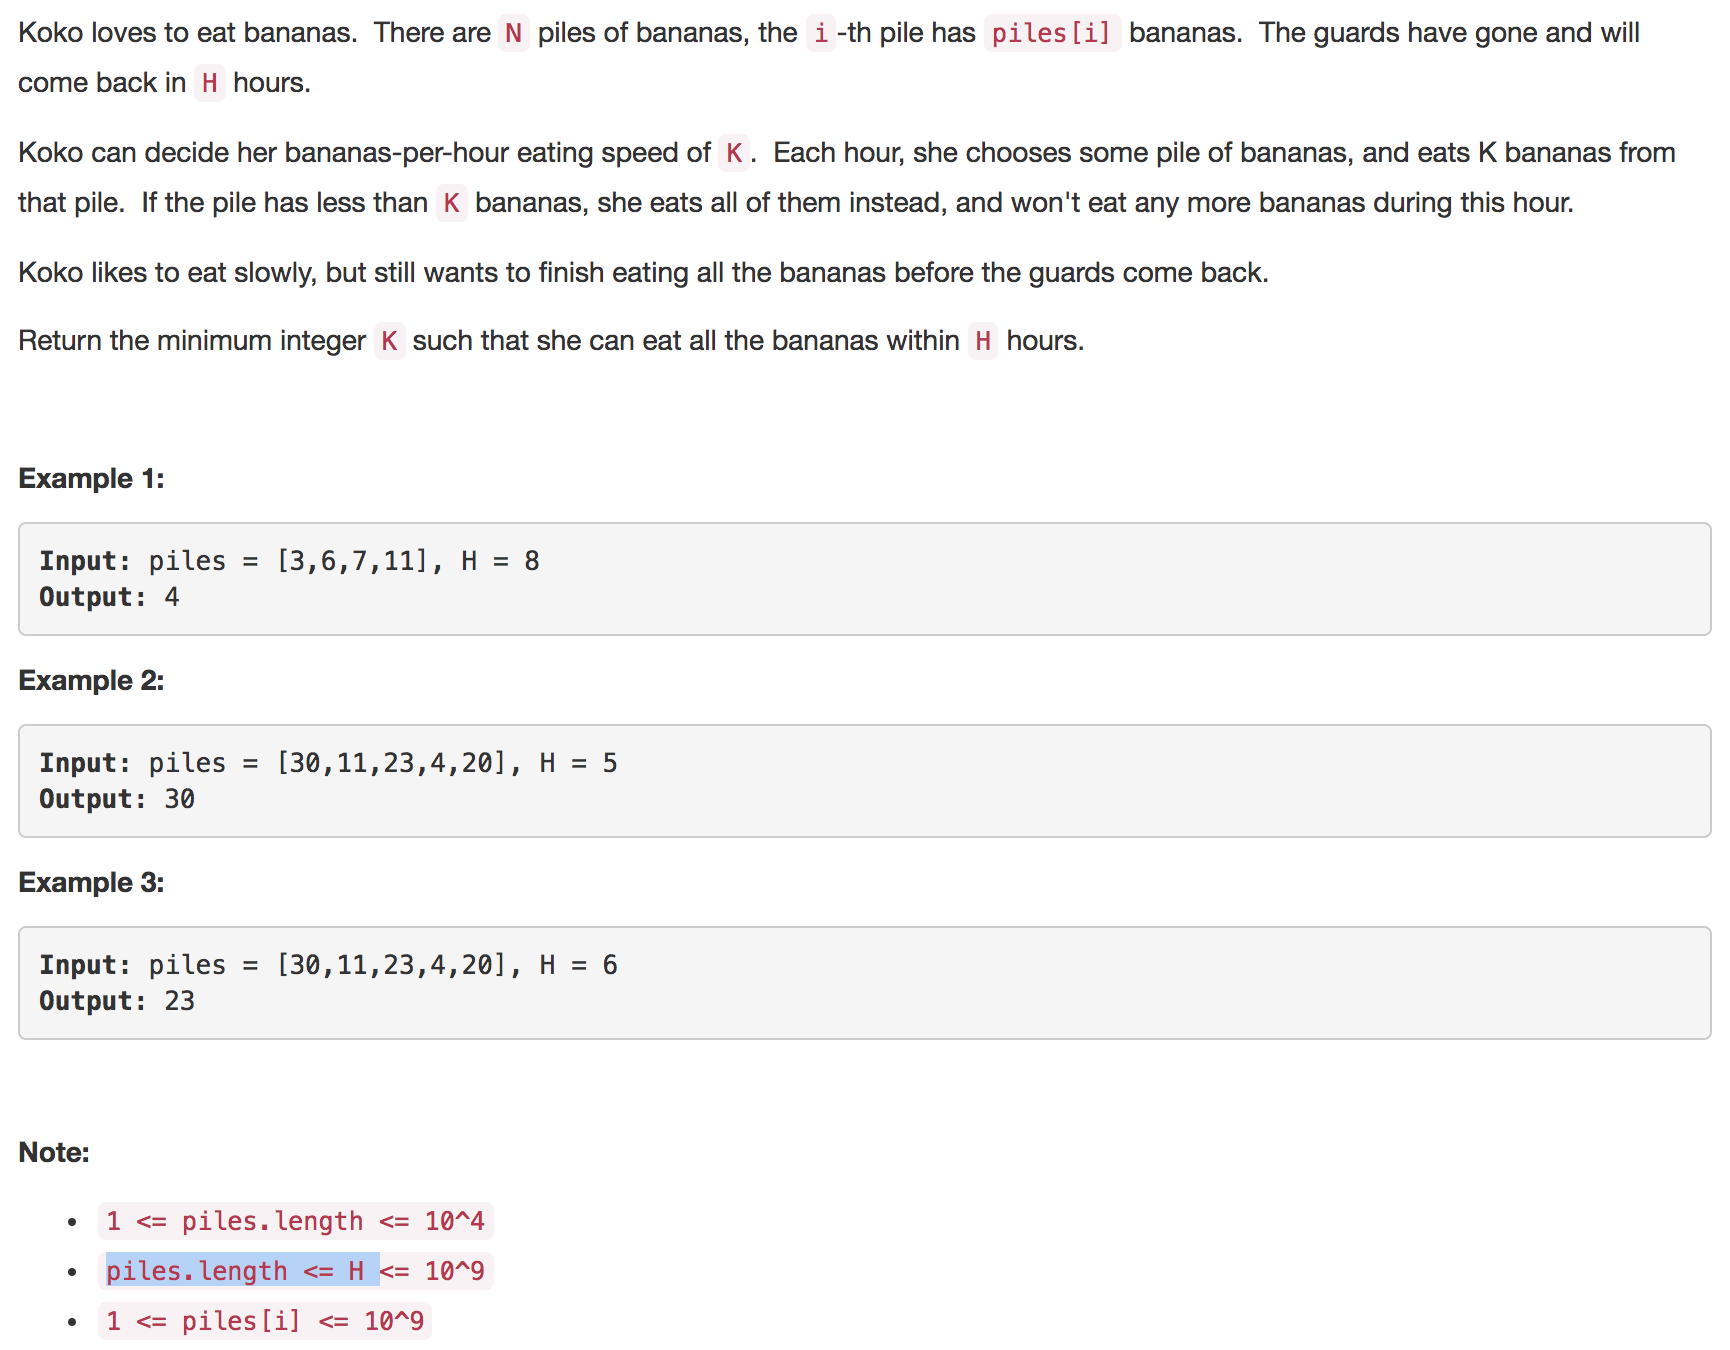 Koko loves to eat bananas.  There are N piles of bananas, the i-th pile has piles[i] bananas.  The guards have gone and will
come back in H hours.
Koko can decide her bananas-per-hour eating speed of K.  Each hour, she chooses some pile of bananas, and eats K bananas from
that pile.  If the pile has less than K bananas, she eats all of them instead, and won't eat any more bananas during this hour.
Koko likes to eat slowly, but still wants to finish eating all the bananas before the guards come back.
Return the minimum integer K such that she can eat all the bananas within H hours.
Example 1:
Input: piles = [3,6,7,11], H = 8
Output: 4
Example 2:
Input: piles = [30,11,23,4,20], H = 5
Output: 30
Example 3:
Input: piles = [30,11,23,4,20], H = 6
Output: 23
Note:
• 1 <= piles.length <= 10^4
• piles.length <= H <= 10^9
• 1 <= piles[i] <= 10^9